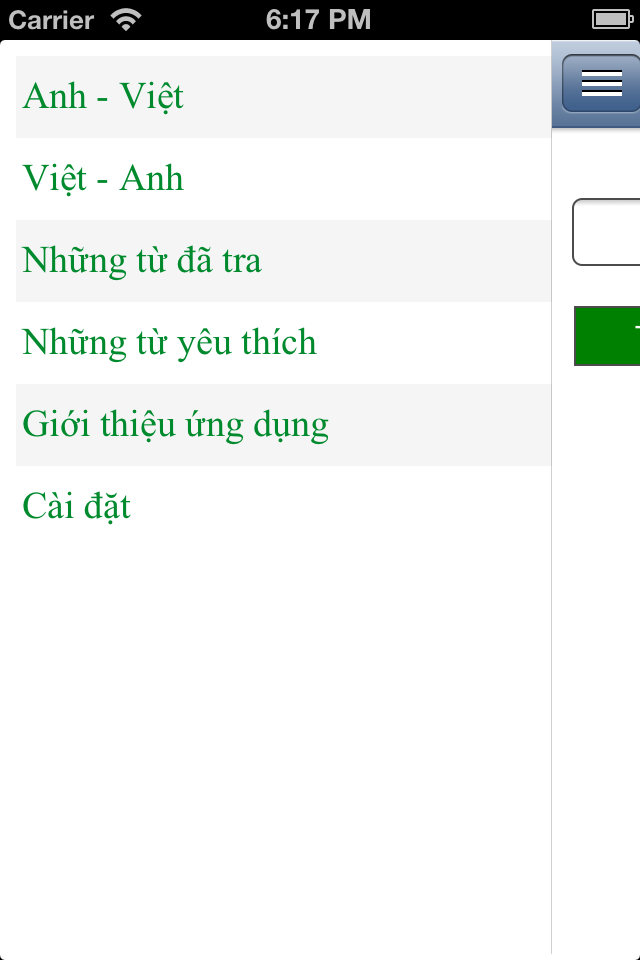 Carrier 6:17 PM
Anh - Việt
Việt - Anh
Những từ đã tra
Những từ yêu thích
Giới thiệu ứng dụng
Cài đặt